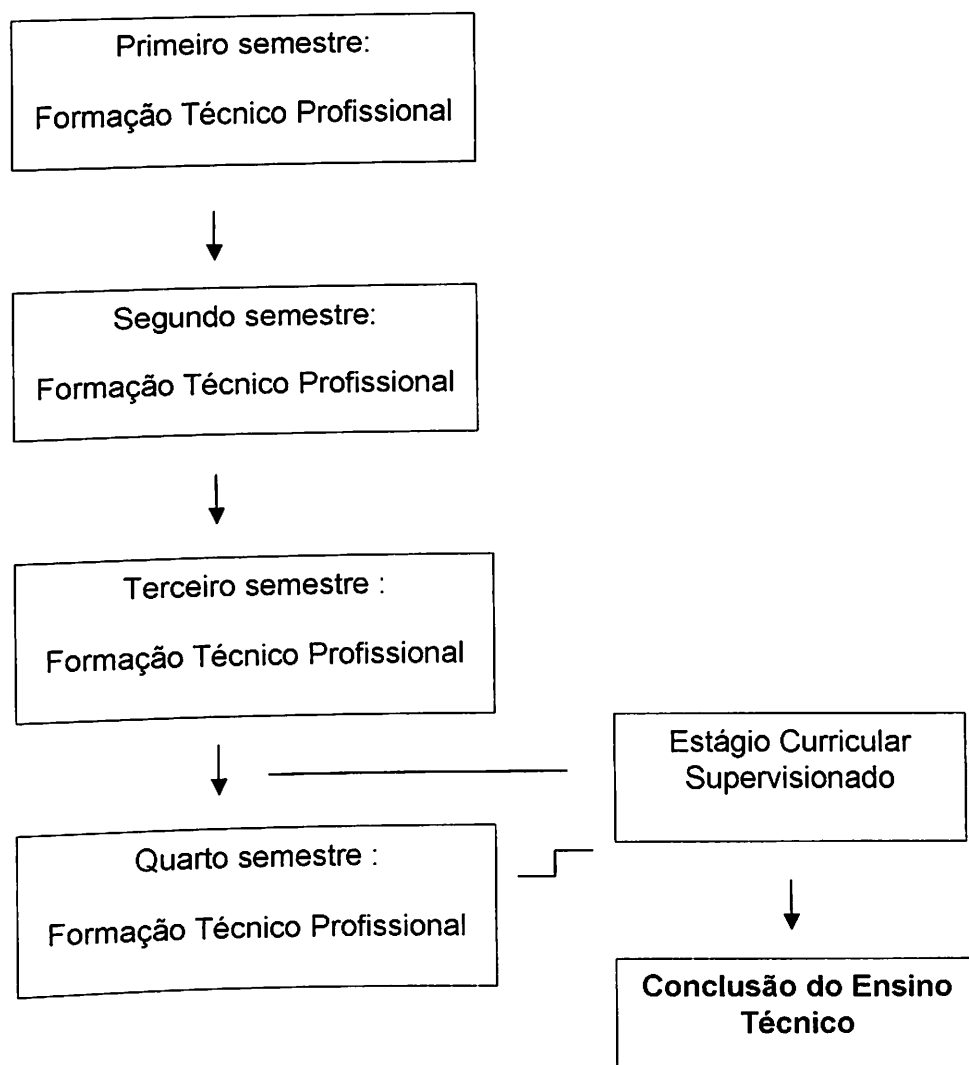 Primeiro semestre:
Formação Técnico Profissional
Segundo semestre:
Formação Técnico Profissional
Terceiro semestre :
Formação Técnico Profissional
Estágio Curricular
Supervisionado
Quarto semestre :
Formação Técnico Profissional
Conclusão do Ensino
Técnico